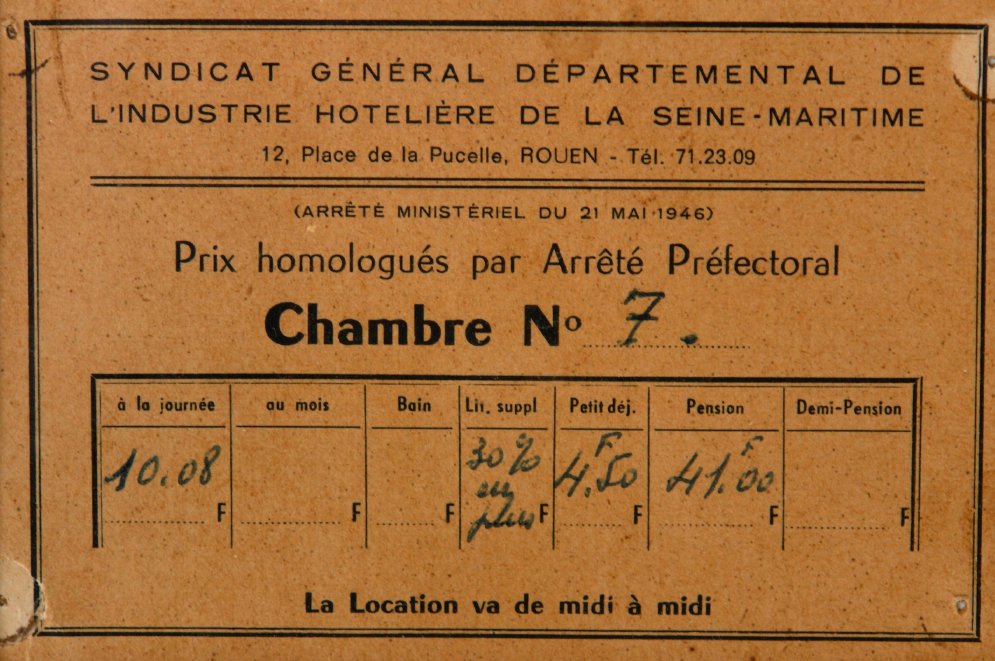 SYNDICAT GÉNÉRAL DÉPARTEMENTAL DE
L'INDUSTRIE HOTELIÈRE DE LA SEINE-MARITIME
12, Place de la Pucelle, ROUEN - Tél. 71.23.09
(ARRÊTÉ MINISTÉRIEL DU 21 MAI 1946)
Prix homologués par Arrêté Préfectoral
Chambre No 7.
à la journée au mois Bain Lit. suppl Petit déj. Pension Demi-Pension
10.08 30% en plus 4.F50 41.F00
F F F F F F F
La Location va de midi à midi